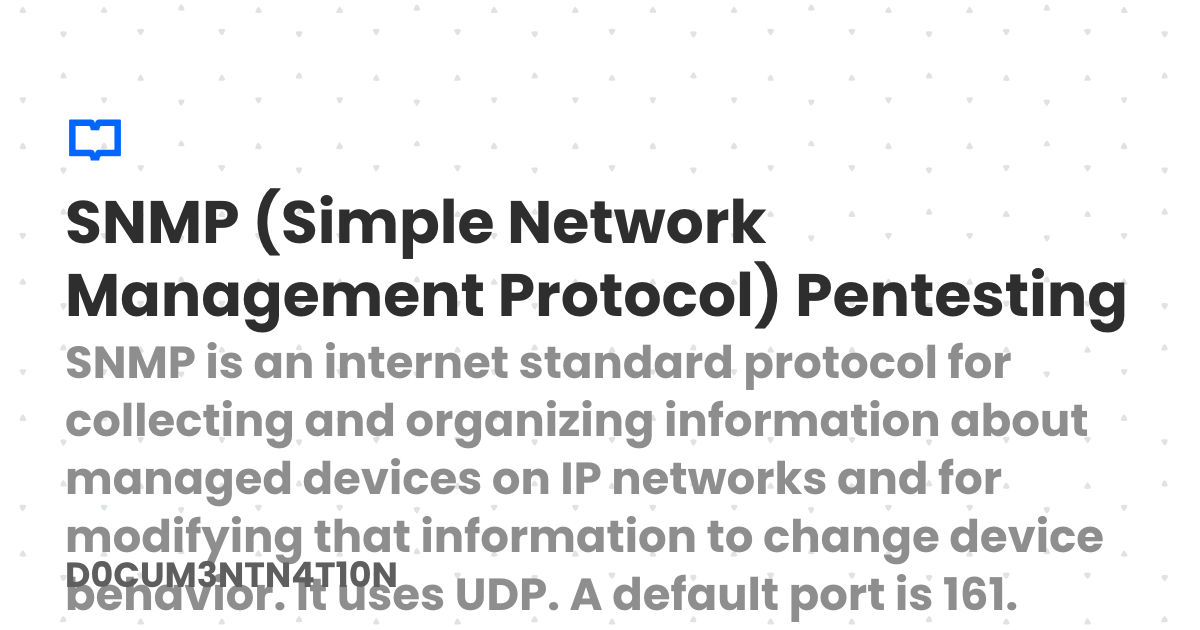 SNMP (Simple Network
Management Protocol) Pentesting
SNMP is an internet standard protocol for
collecting and organizing information about
managed devices on IP networks and for
modifying that information to change device
D0CUM3NTN4T10N
behavior. It uses UDP. A default port is 161.